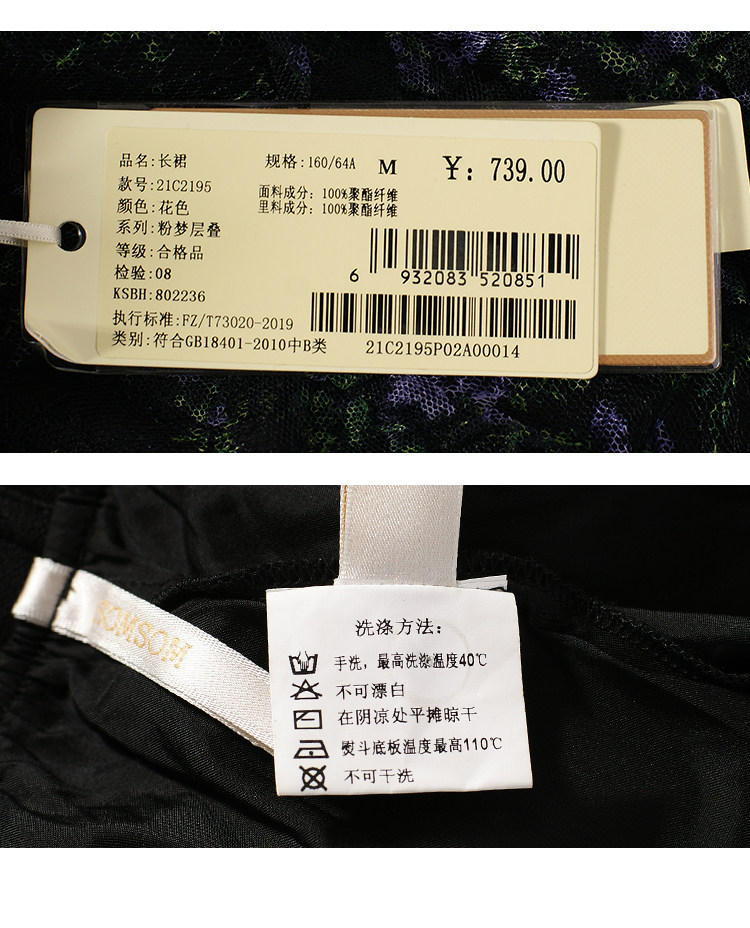 品名:长裙
规格:160/64A M ¥: 739.00
款号:21C2195
面料成分: 100%聚酯纤维
里料成分: 100%聚酯纤维
颜色:花色
系列:粉梦层叠
等级:合格品
检验:08
KSBH:802236
执行标准:FZ/T73020-2019
类别:符合GB18401-2010中B类
6 932083 520851
21C2195P02A00014
洗涤方法:
手洗，最高洗涤温度40℃
不可漂白
在阴凉处平摊晾干
熨斗底板温度最高110℃
不可干洗